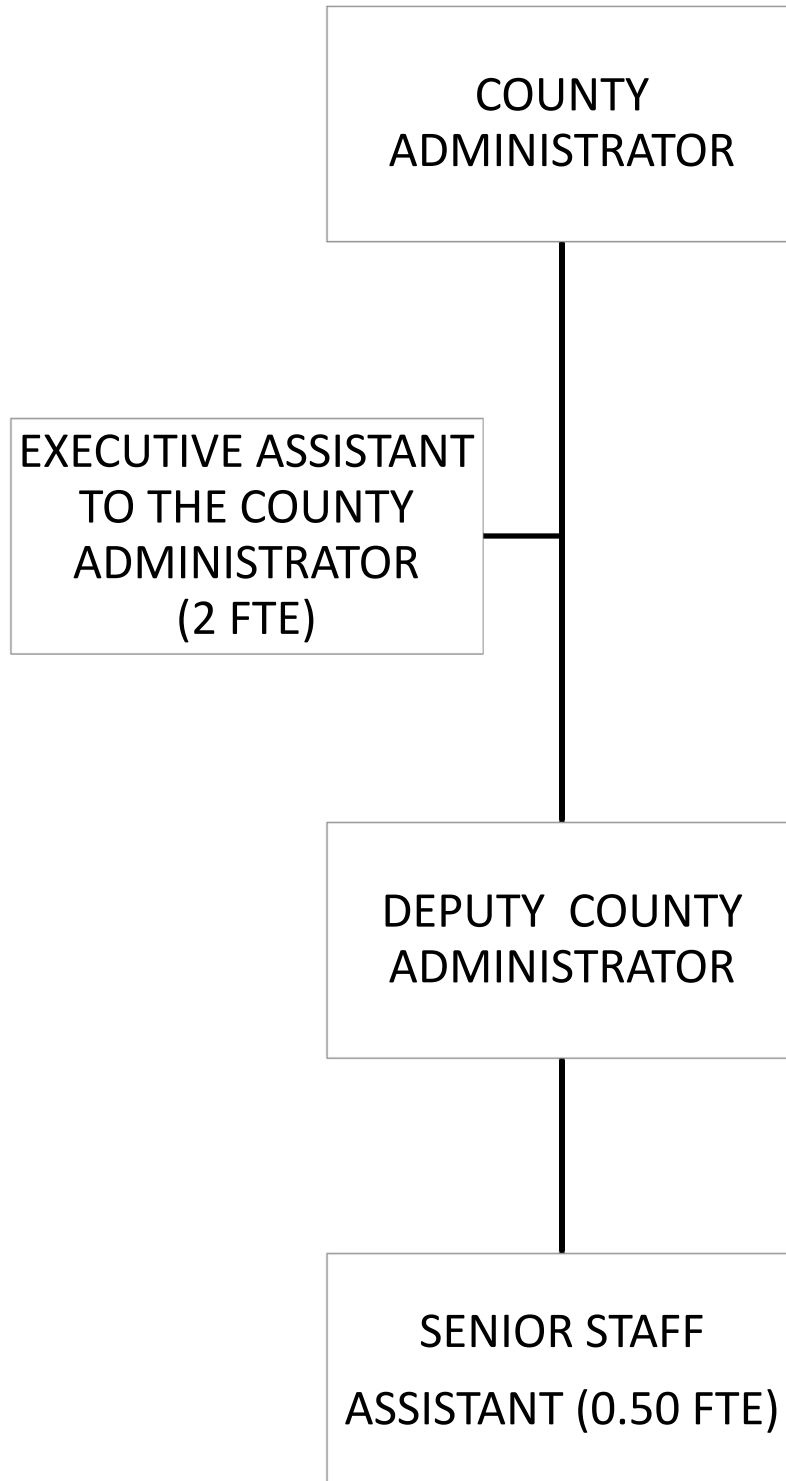 COUNTY
ADMINISTRATOR
EXECUTIVE ASSISTANT
TO THE COUNTY
ADMINISTRATOR
(2 FTE)
DEPUTY  COUNTY
ADMINISTRATOR
SENIOR STAFF
ASSISTANT (0.50 FTE)